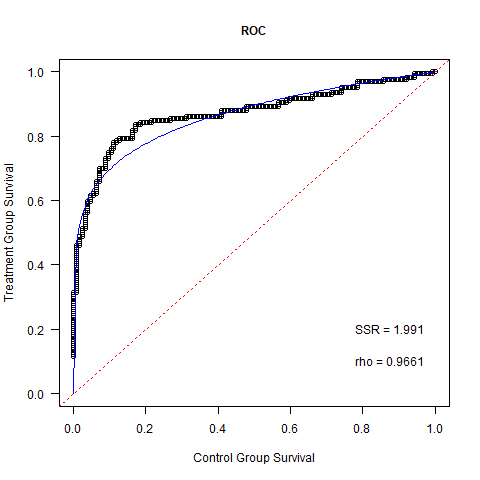 ROC
Treatment Group Survival
1.0
0.8
0.6
0.4
0.2
0.0
SSR = 1.991
rho = 0.9661
0.0 0.2 0.4 0.6 0.8 1.0
Control Group Survival